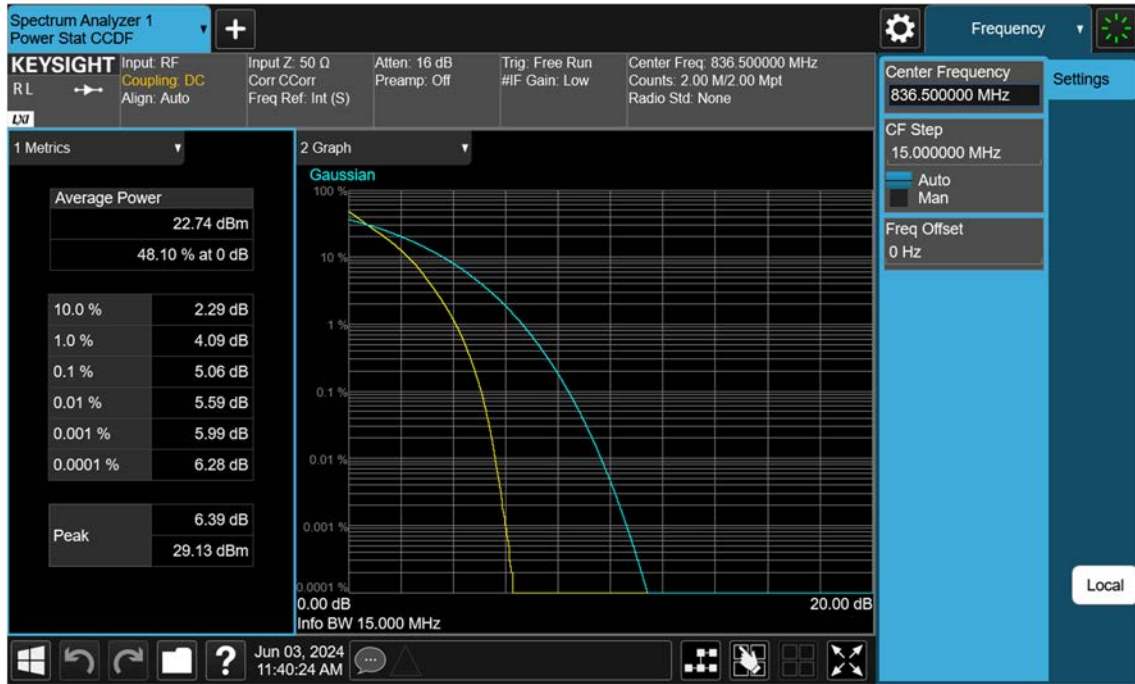 Spectrum Analyzer 1
Power Stat CCDF
+
Frequency
KEYSIGHT
RL
LXI
Input: RF
Coupling: DC
Align: Auto
Input Z: 50 Ω
Corr CCorr
Freq Ref: Int (S)
Atten: 16 dB
Preamp: Off
Trig: Free Run
#IF Gain: Low
Center Freq: 836.500000 MHz
Counts: 2.00 M/2.00 Mpt
Radio Std: None
Center Frequency
836.500000 MHz
Settings
CF Step
15.000000 MHz
Auto
Man
Freq Offset
0 Hz
Local
1 Metrics
Average Power
22.74 dBm
48.10 % at 0 dB
10.0 % 2.29 dB
1.0 % 4.09 dB
0.1 % 5.06 dB
0.01 % 5.59 dB
0.001 % 5.99 dB
0.0001 % 6.28 dB
Peak
6.39 dB
29.13 dBm
2 Graph
Gaussian
100 %
10 %
1 %
0.1 %
0.01 %
0.001 %
0.0001 %
0.00 dB 20.00 dB
Info BW 15.000 MHz
?
Jun 03, 2024
11:40:24 AM